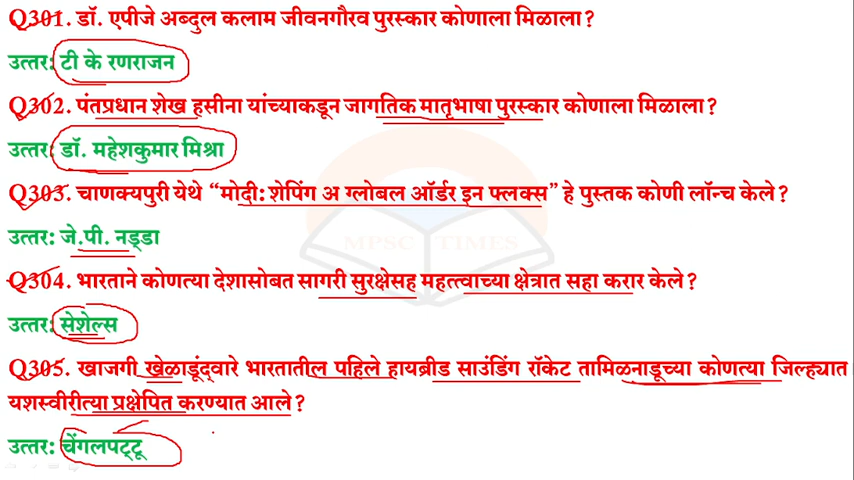 Q301. डॉ. एपीजे अब्दुल कलाम जीवनगौरव पुरस्कार कोणाला मिळाला?
उत्तर: टी के रणराजन
Q302. पंतप्रधान शेख हसीना यांच्याकडून जागतिक मातृभाषा पुरस्कार कोणाला मिळाला?
उत्तर: डॉ. महेशकुमार मिश्रा
Q303. चाणक्यपुरी येथे “मोदी: शेपिंग अ ग्लोबल ऑर्डर इन फ्लक्स” हे पुस्तक कोणी लॉन्च केले?
MPSC TIMES
उत्तर: जे.पी. नड्डा
Q304. भारताने कोणत्या देशासोबत सागरी सुरक्षेसह महत्त्वाच्या क्षेत्रात सहा करार केले?
उत्तर: सेशेल्स
Q305. खाजगी खेळाडूंद्वारे भारतातील पहिले हायब्रीड साउंडिंग रॉकेट तामिळनाडूच्या कोणत्या जिल्ह्यात
यशस्वीरीत्या प्रक्षेपित करण्यात आले?
उत्तर: चेंगलपट्टू